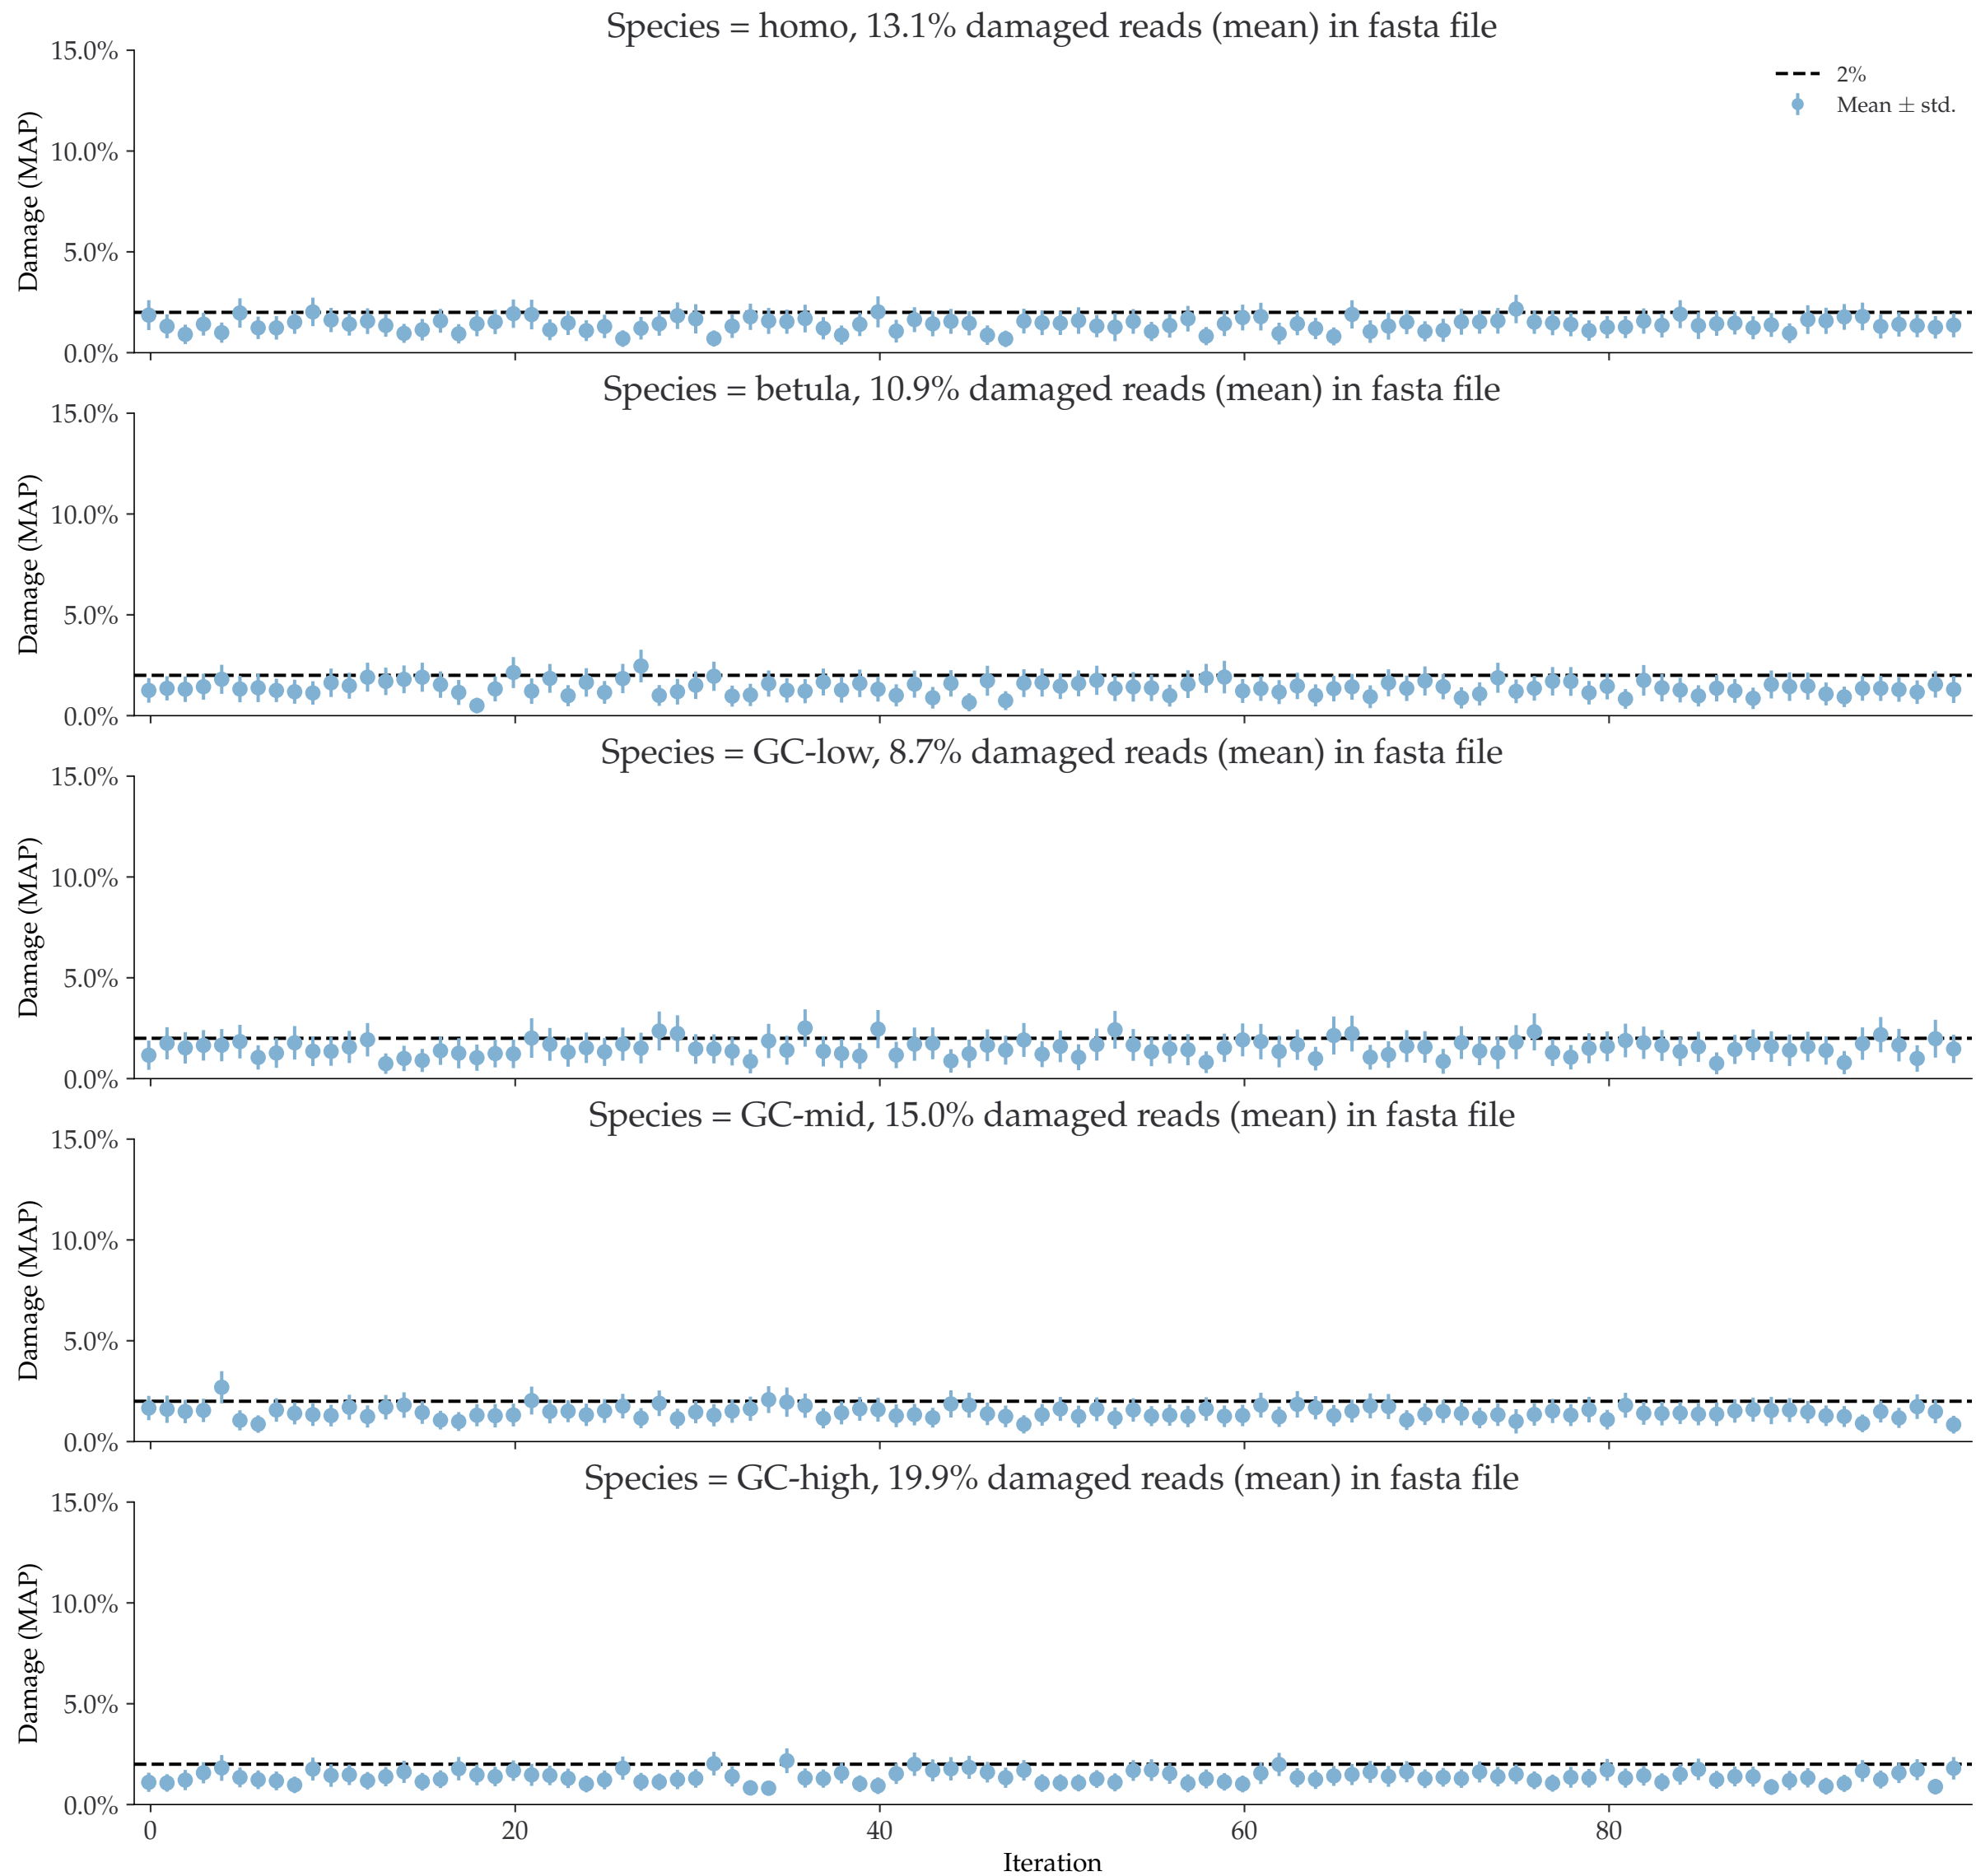 Species = homo, 13.1% damaged reads (mean) in fasta file
15.0%
10.0%
5.0%
0.0%
Damage (MAP)
2%
Mean ± std.
Species = betula, 10.9% damaged reads (mean) in fasta file
15.0%
10.0%
5.0%
0.0%
Damage (MAP)
Species = GC-low, 8.7% damaged reads (mean) in fasta file
15.0%
10.0%
5.0%
0.0%
Damage (MAP)
Species = GC-mid, 15.0% damaged reads (mean) in fasta file
15.0%
10.0%
5.0%
0.0%
Damage (MAP)
Species = GC-high, 19.9% damaged reads (mean) in fasta file
15.0%
10.0%
5.0%
0.0%
Damage (MAP)
0 20 40 60 80
Iteration